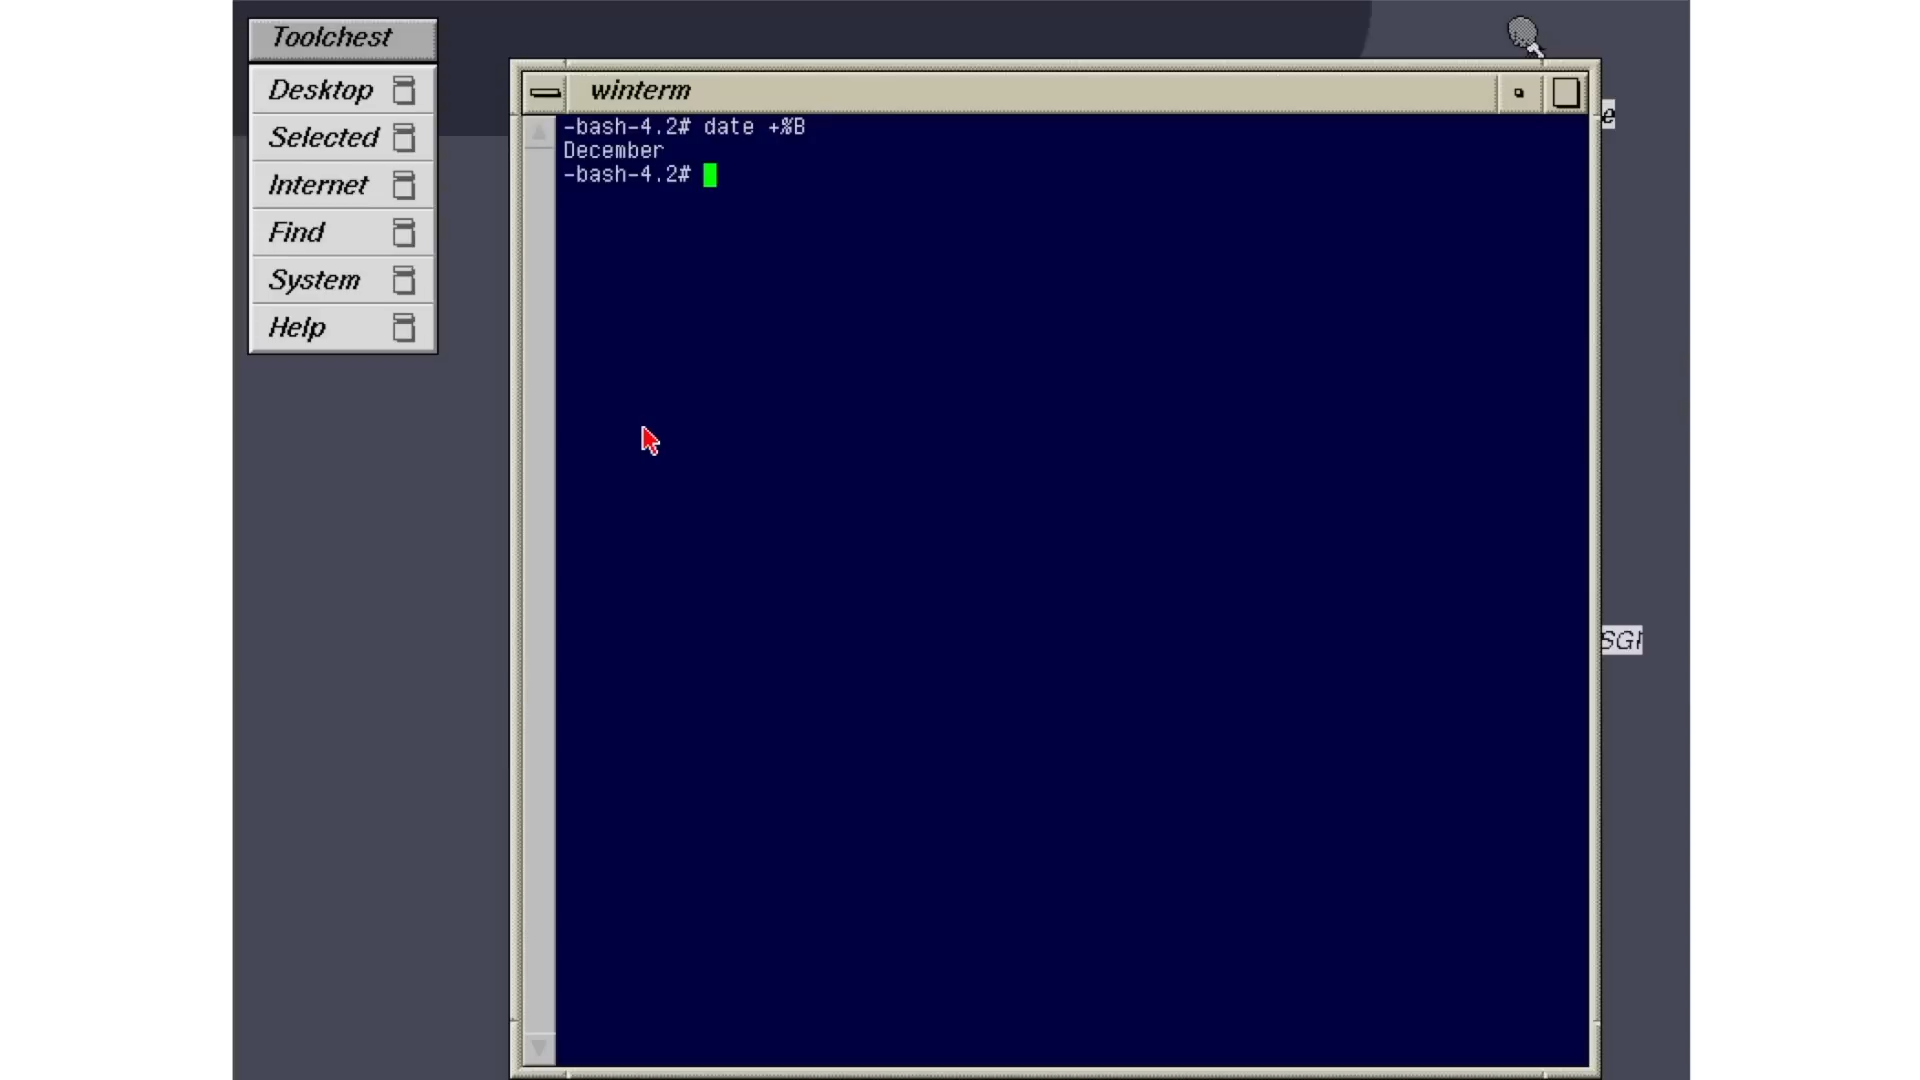 Toolchest
Desktop
Selected
Internet
Find
System
Help
winterm
-bash-4.2# date +%B
December
-bash-4.2#
e
SGI